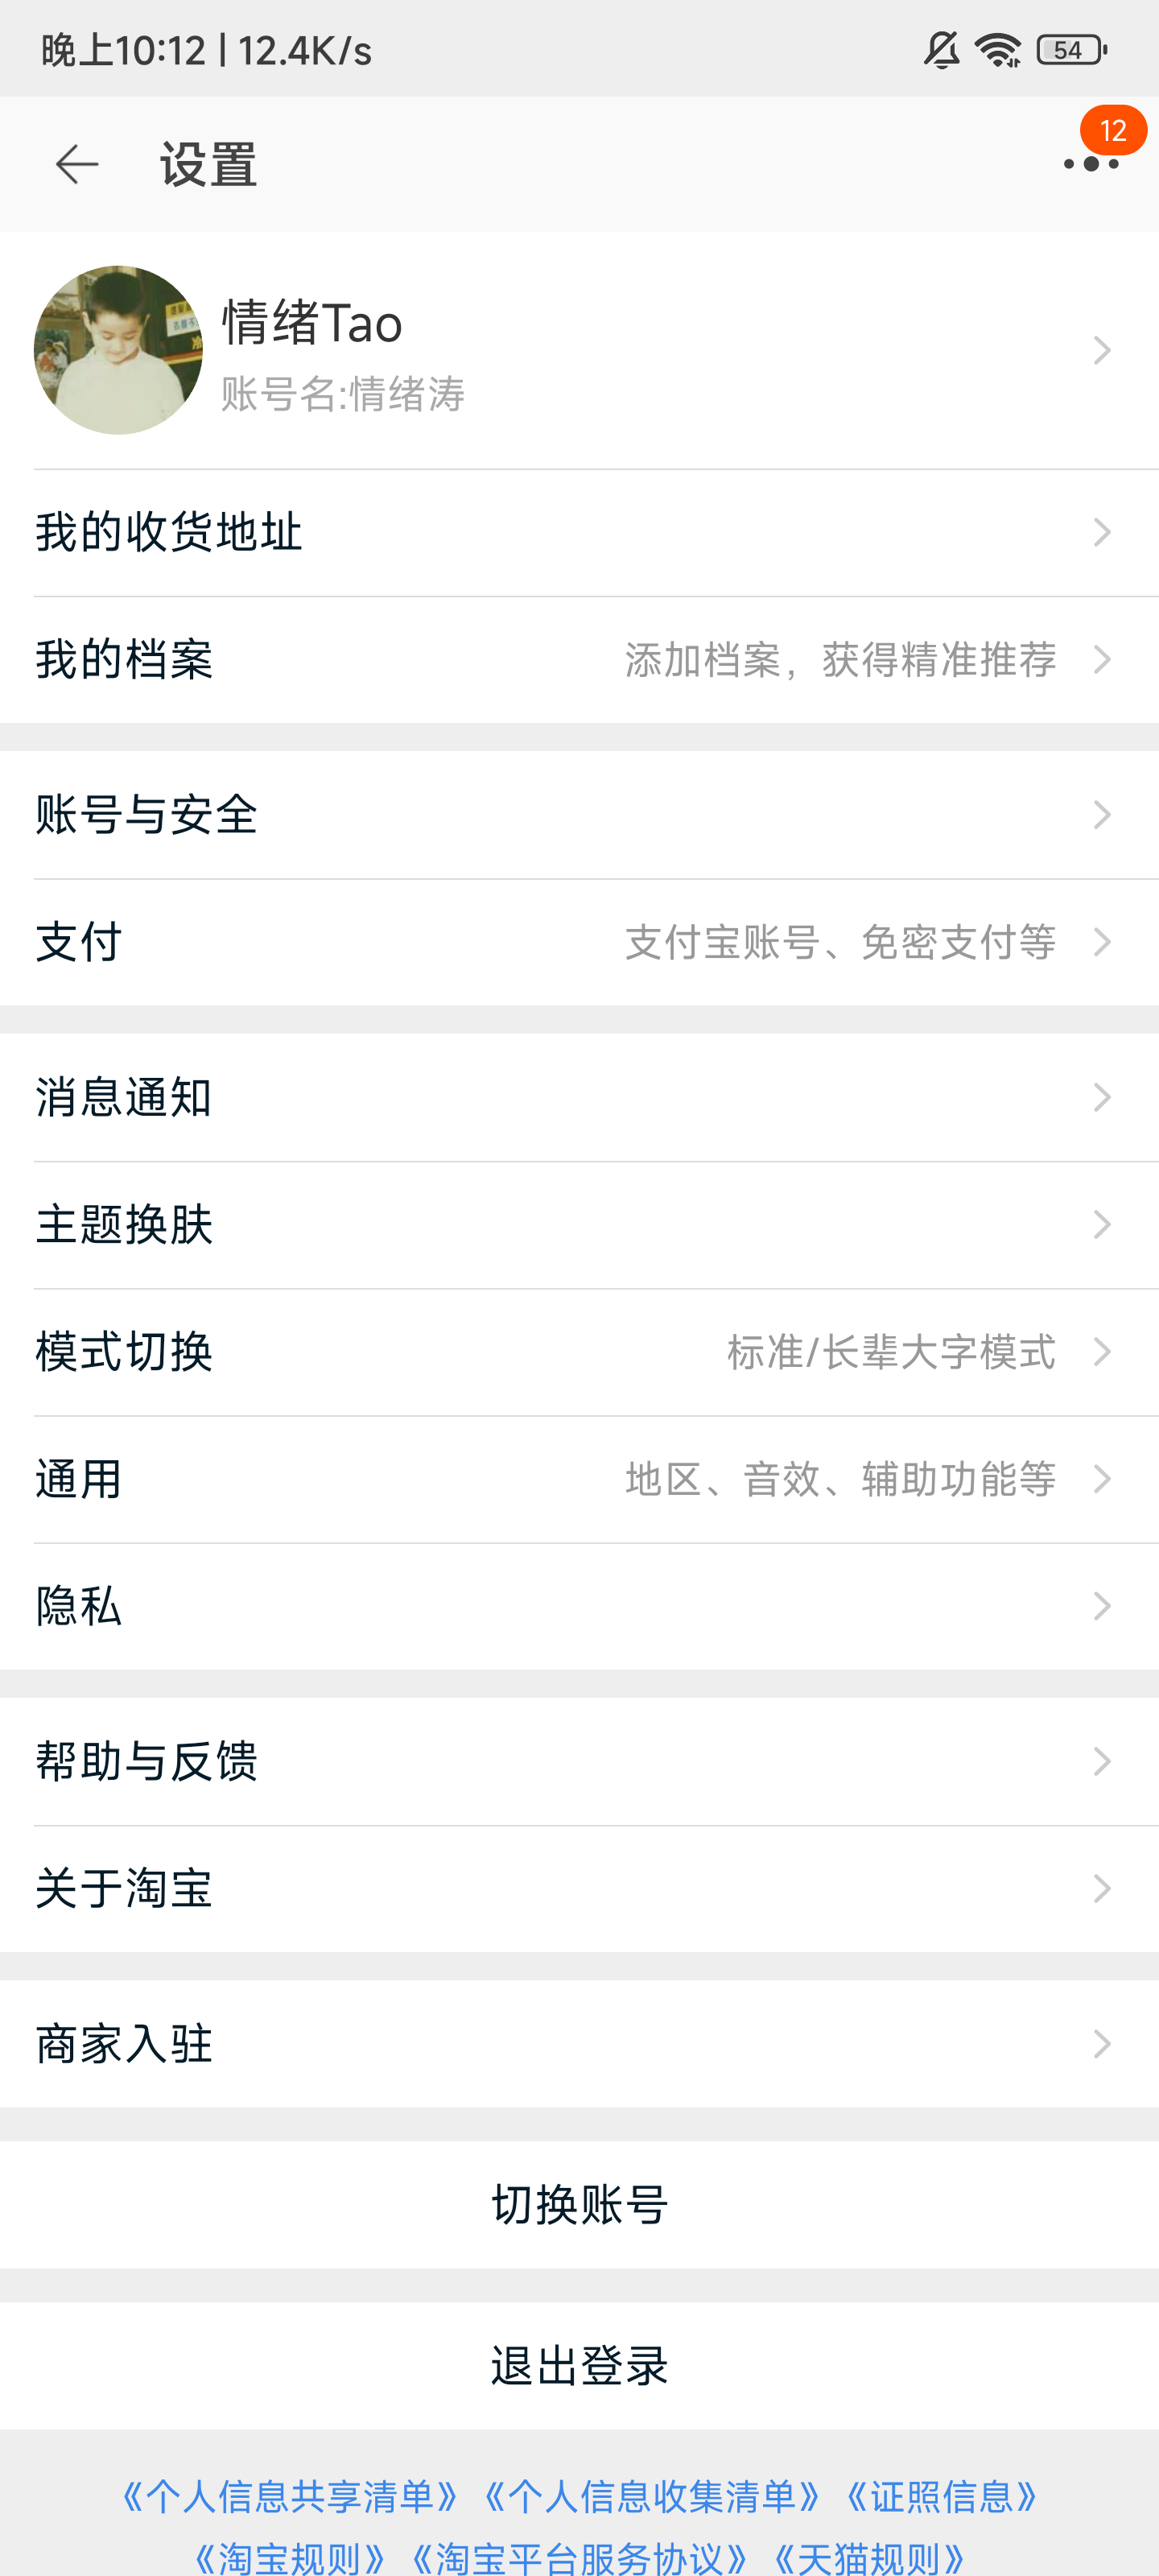 晚上10:12 | 12.4K/s
54
设置
12
情绪Tao
账号名:情绪涛
我的收货地址
我的档案 添加档案，获得精准推荐
账号与安全
支付 支付宝账号、免密支付等
消息通知
主题换肤
模式切换 标准/长辈大字模式
通用 地区、音效、辅助功能等
隐私
帮助与反馈
关于淘宝
商家入驻
切换账号
退出登录
《个人信息共享清单》《个人信息收集清单》《证照信息》
《淘宝规则》《淘宝平台服务协议》《天猫规则》